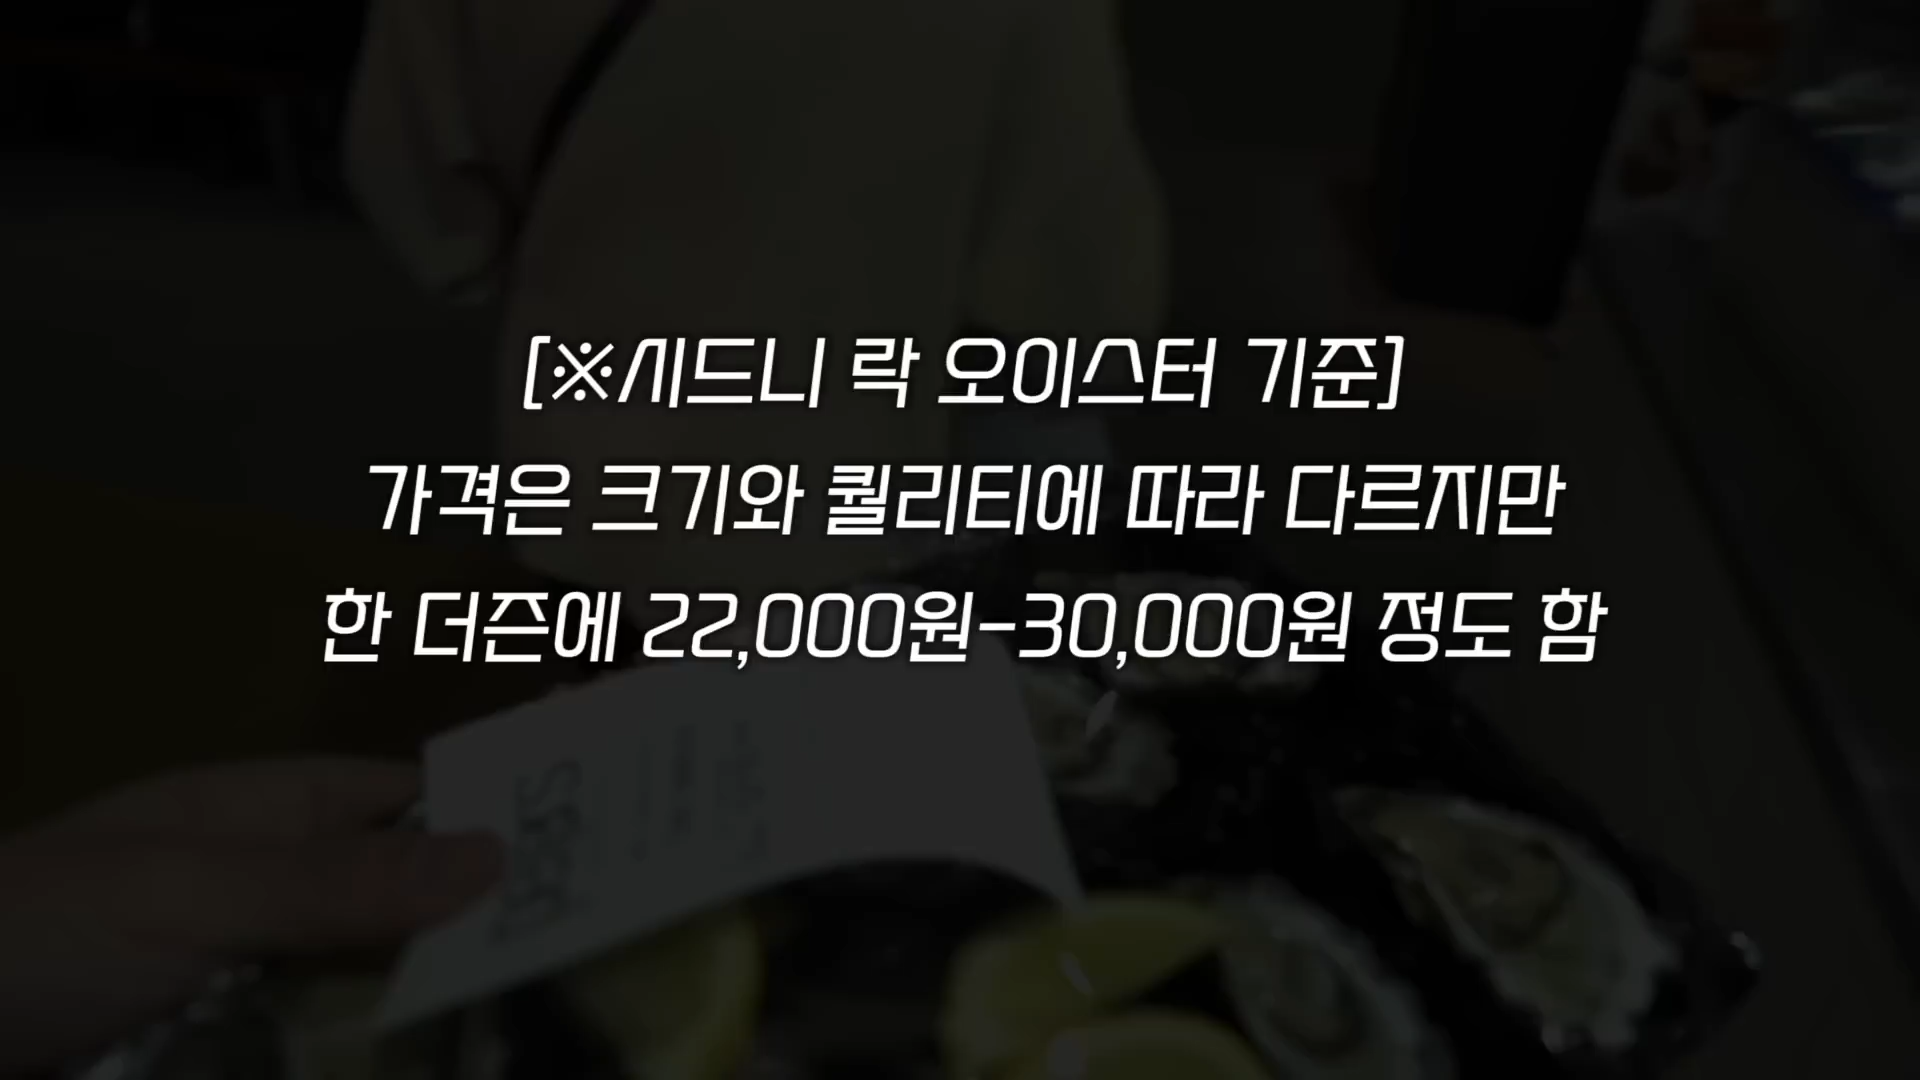 [※시드니 락 오이스터 기준]
가격은 크기와 퀄리티에 따라 다르지만
한 더즌에 22,000원-30,000원 정도 함